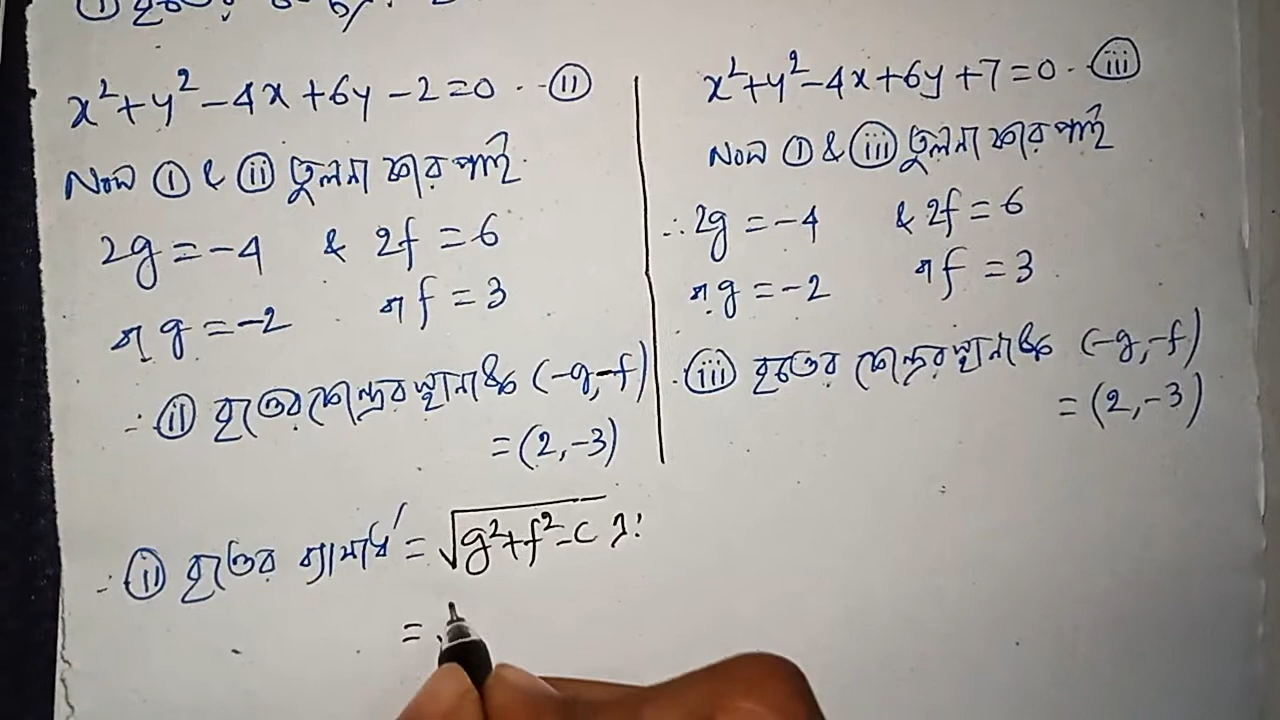 x²+y²-4x+6y-2=0 --(ii)
Now (i) & (ii) তুলনা করে পাই
2g=-4 & 2f=6
বা g=-2 বা f=3
∴ (ii) বৃত্তের কেন্দ্রের স্থানাঙ্ক (-g,-f)
=(2,-3)
x²+y²-4x+6y+7=0 --(iii)
Now (i) & (iii) তুলনা করে পাই
∴ 2g=-4 & 2f=6
বা g=-2 বা f=3
∴ (iii) বৃত্তের কেন্দ্রের স্থানাঙ্ক (-g,-f)
=(2,-3)
∴ (ii) বৃত্তের ব্যাসার্ধ = √g²+f²-c
=